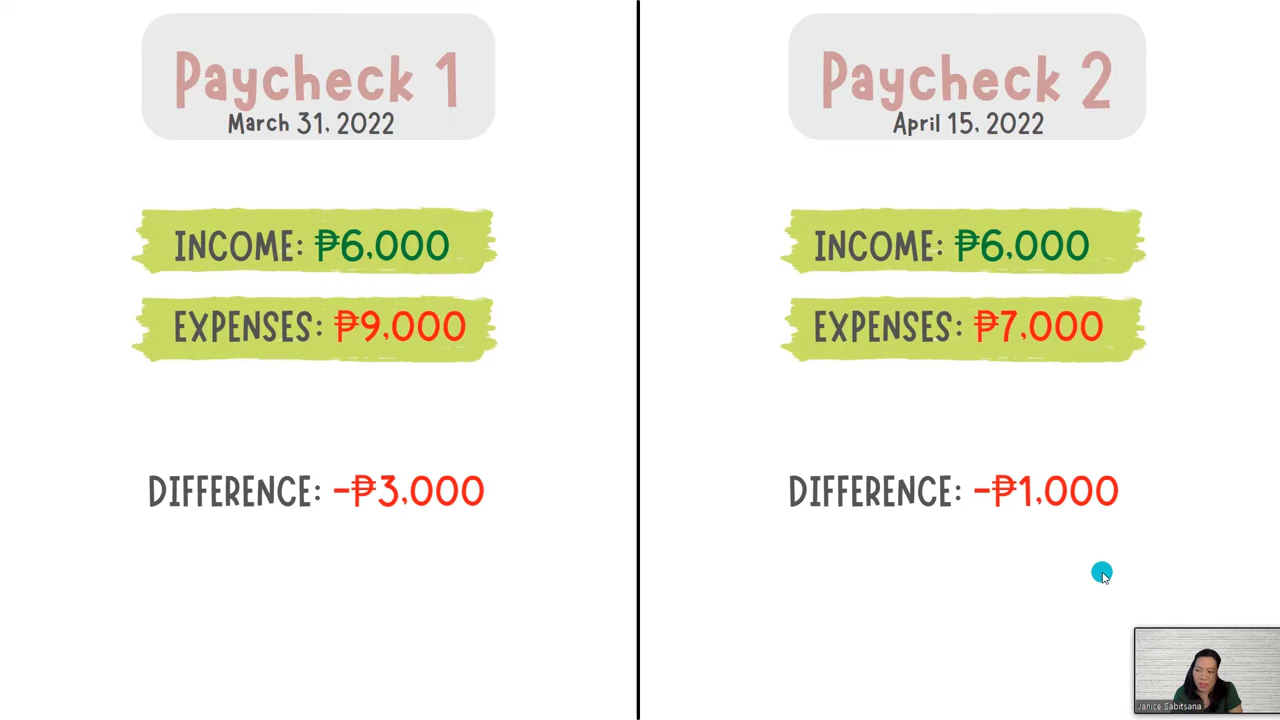 Paycheck 1
March 31, 2022
INCOME: ₱6,000
EXPENSES: ₱9,000
DIFFERENCE: -₱3,000
Paycheck 2
April 15, 2022
INCOME: ₱6,000
EXPENSES: ₱7,000
DIFFERENCE: -₱1,000
Janice Sabitsana